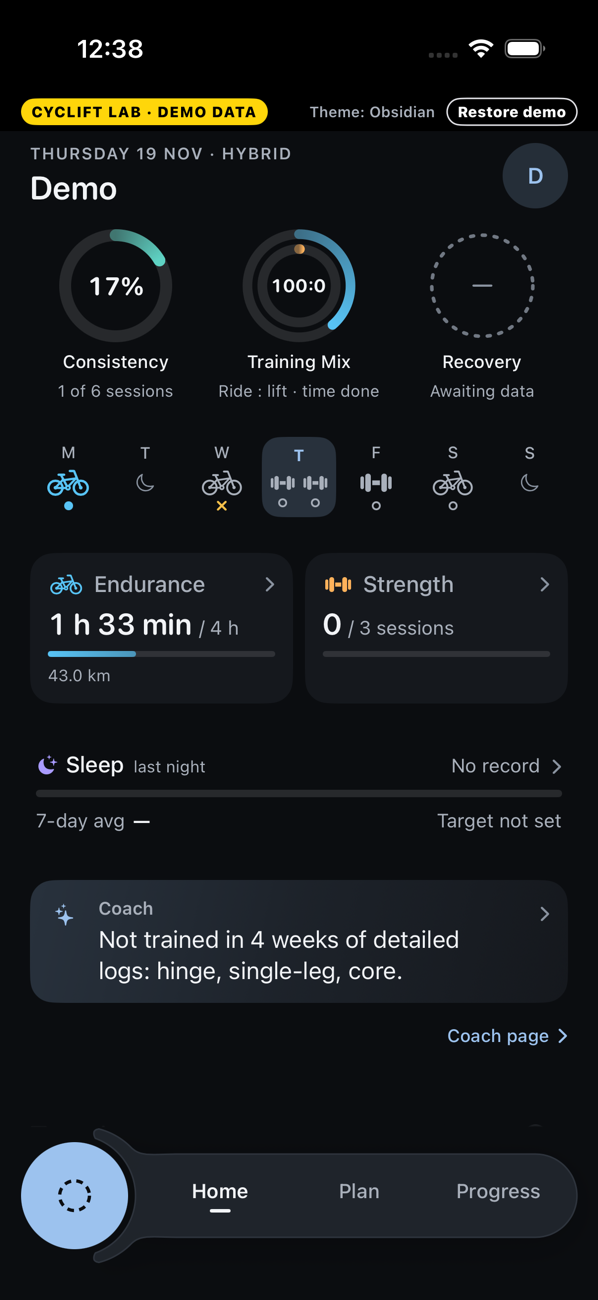 12:38
CYCLIFT LAB · DEMO DATA
Theme: Obsidian
Restore demo
THURSDAY 19 NOV · HYBRID
Demo
D
17%
100:0
—
Consistency
Training Mix
Recovery
1 of 6 sessions
Ride : lift · time done
Awaiting data
M T W T F S S
Endurance
1 h 33 min / 4 h
43.0 km
Strength
0 / 3 sessions
Sleep last night
No record
7-day avg —
Target not set
Coach
Not trained in 4 weeks of detailed
logs: hinge, single-leg, core.
Coach page
Home
Plan
Progress